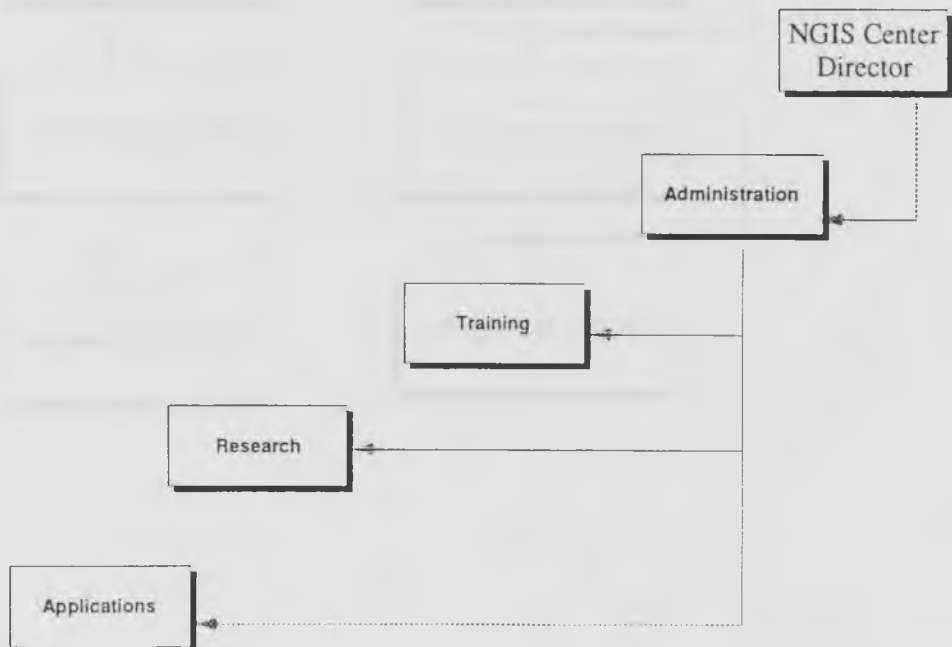 NGIS Center
Director
Administration
Training
Research
Applications